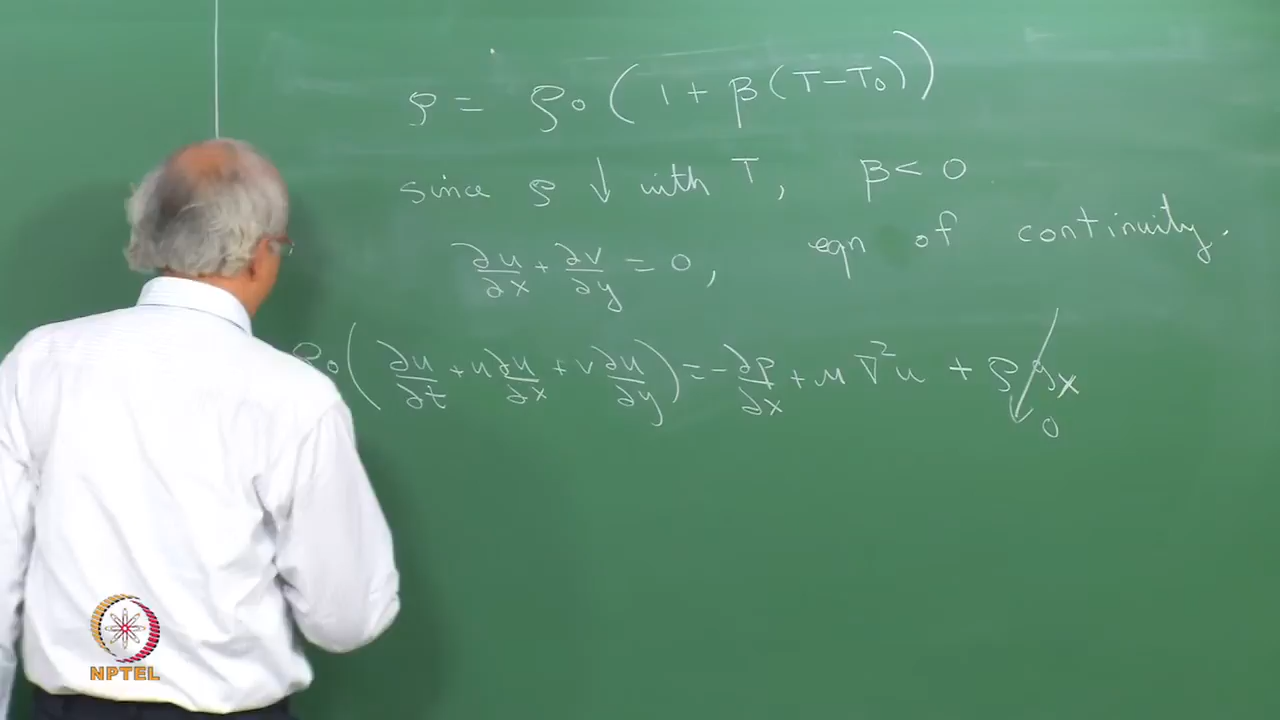 ρ = ρ₀ (1 + β (T − T₀))
since ρ ↓ with T, β < 0
∂u/∂x + ∂v/∂y = 0, eqn of continuity.
ρ₀ (∂u/∂t + u ∂u/∂x + v ∂u/∂y) = − ∂p/∂x + μ ∇²u + ρ gₓ
0
NPTEL